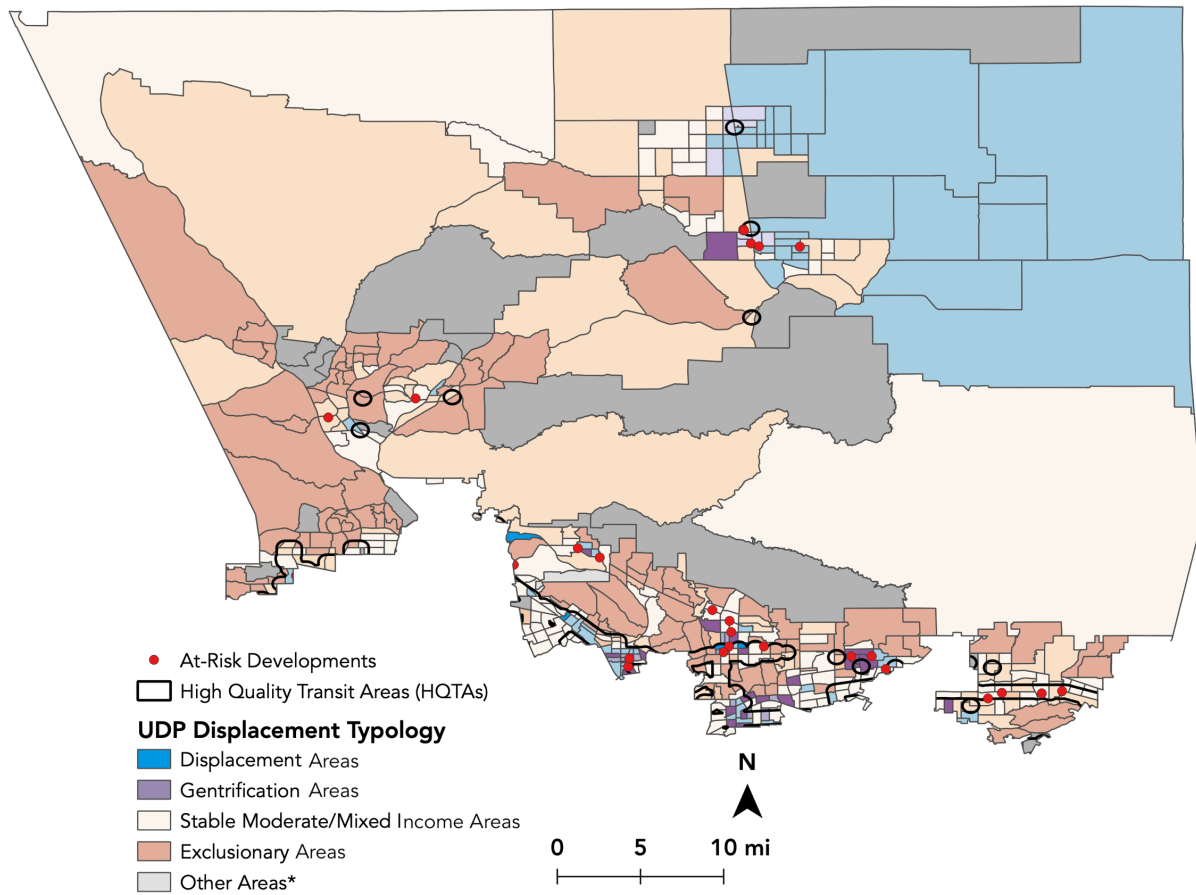 At-Risk Developments
High Quality Transit Areas (HQTAs)
UDP Displacement Typology
Displacement Areas
Gentrification Areas
Stable Moderate/Mixed Income Areas
Exclusionary Areas
Other Areas*
N
0 5 10 mi